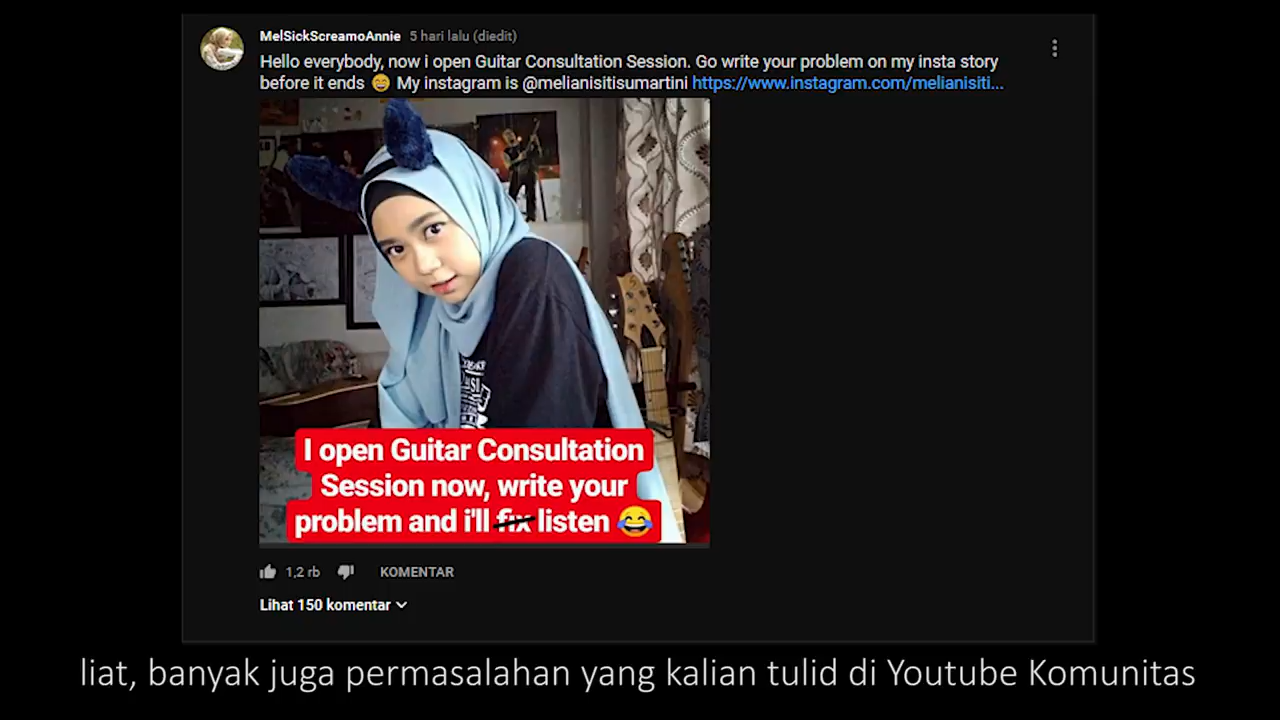 MelSickScreamoAnnie 5 hari lalu (diedit)
Hello everybody, now i open Guitar Consultation Session. Go write your problem on my insta story
before it ends 😄 My instagram is @melianisitisumartini https://www.instagram.com/melianisiti...
I open Guitar Consultation
Session now, write your
problem and i'll fix listen 😂
1,2 rb KOMENTAR
Lihat 150 komentar
liat, banyak juga permasalahan yang kalian tulid di Youtube Komunitas